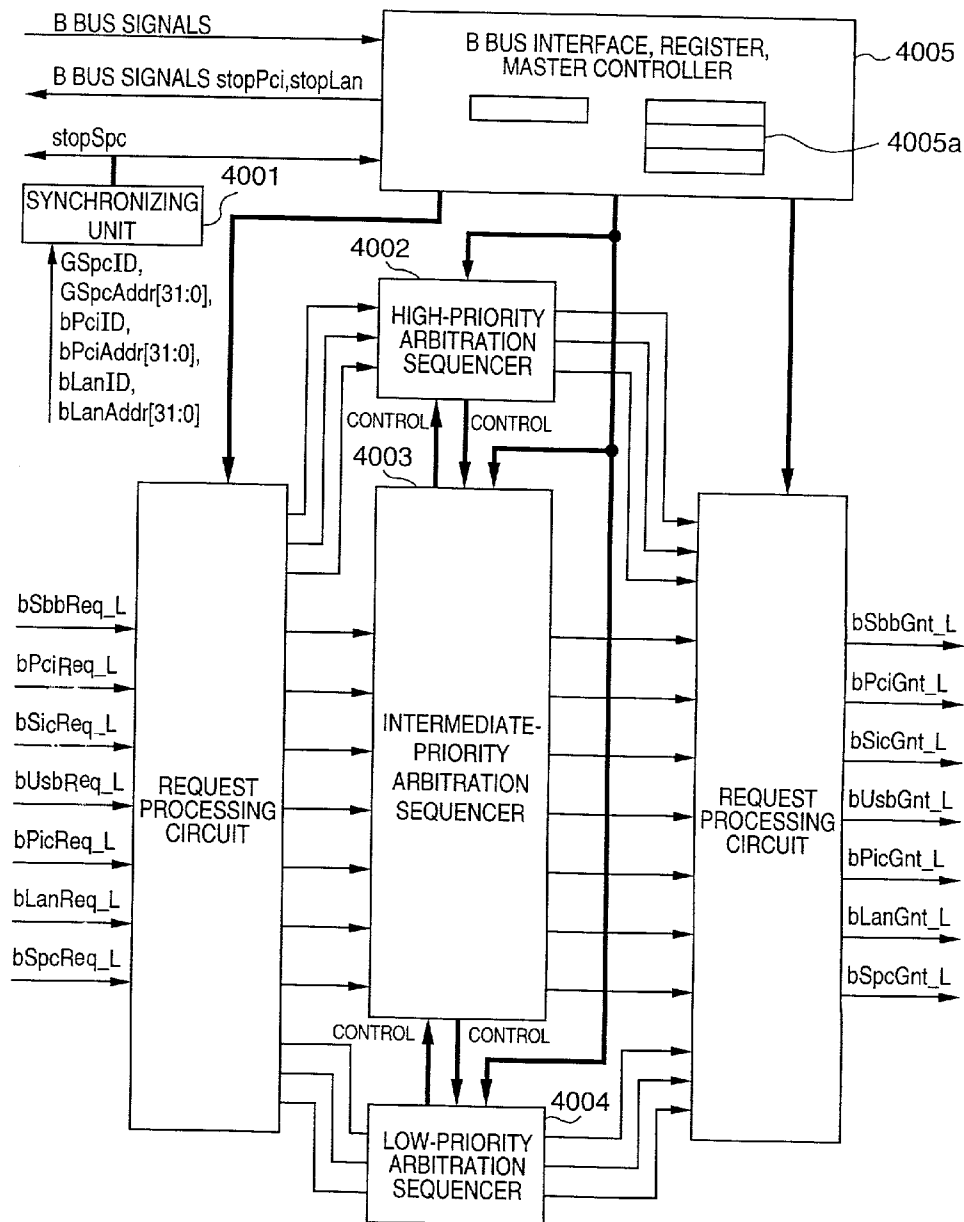 B BUS SIGNALS
B BUS SIGNALS stopPci,stopLan
stopSpc
B BUS INTERFACE, REGISTER,
MASTER CONTROLLER
4005
4005a
4001
SYNCHRONIZING
UNIT
GSpcID,
GSpcAddr[31:0],
bPciID,
bPciAddr[31:0],
bLanID,
bLanAddr[31:0]
4002
HIGH-PRIORITY
ARBITRATION
SEQUENCER
CONTROL
CONTROL
4003
bSbbReq_L
bPciReq_L
bSicReq_L
bUsbReq_L
bPicReq_L
bLanReq_L
bSpcReq_L
REQUEST
PROCESSING
CIRCUIT
INTERMEDIATE-
PRIORITY
ARBITRATION
SEQUENCER
REQUEST
PROCESSING
CIRCUIT
bSbbGnt_L
bPciGnt_L
bSicGnt_L
bUsbGnt_L
bPicGnt_L
bLanGnt_L
bSpcGnt_L
CONTROL
CONTROL
4004
LOW-PRIORITY
ARBITRATION
SEQUENCER